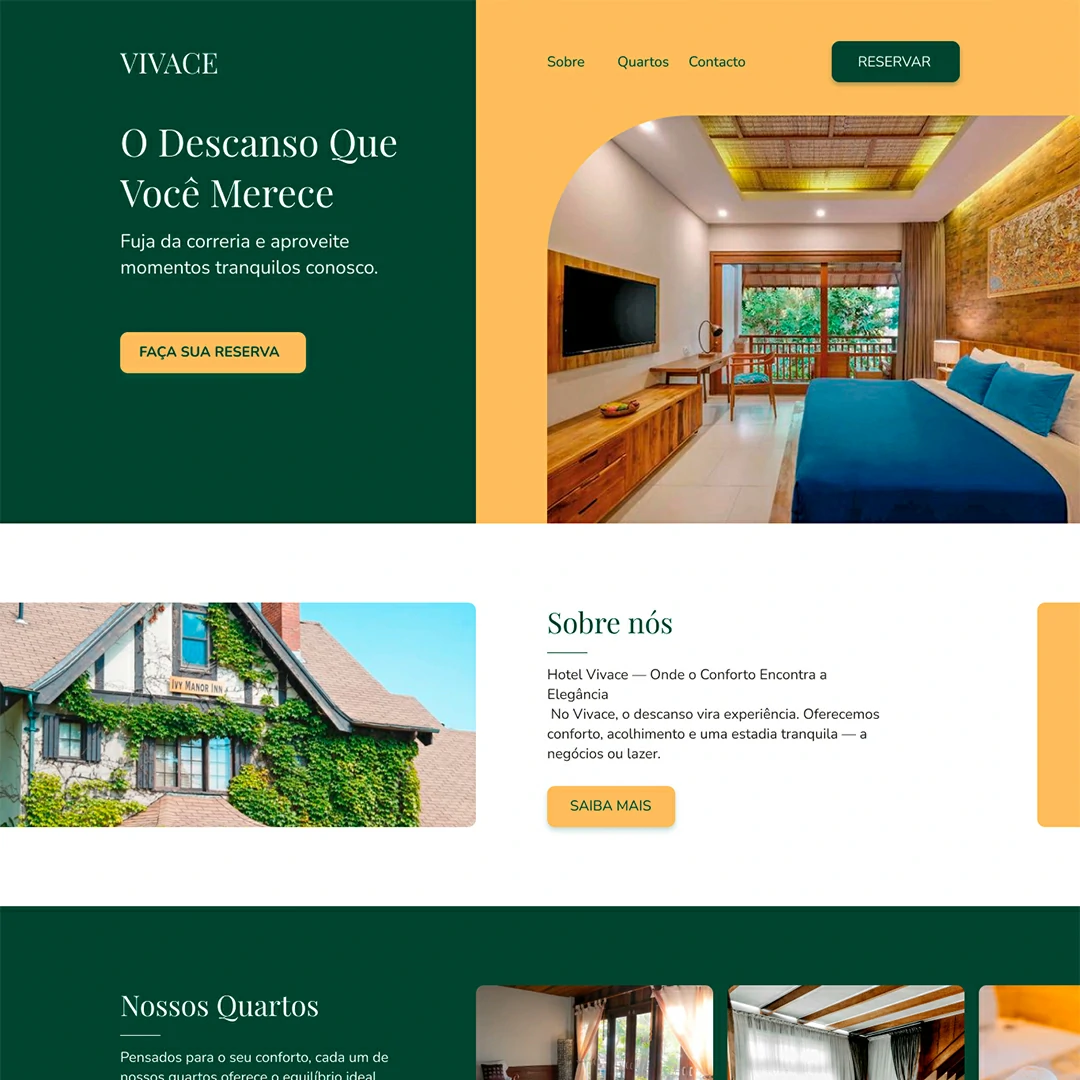 VIVACE
Sobre
Quartos
Contacto
RESERVAR
O Descanso Que
Você Merece
Fuja da correria e aproveite
momentos tranquilos conosco.
FAÇA SUA RESERVA
IVY MANOR INN
Sobre nós
Hotel Vivace — Onde o Conforto Encontra a
Elegância
No Vivace, o descanso vira experiência. Oferecemos
conforto, acolhimento e uma estadia tranquila — a
negócios ou lazer.
SAIBA MAIS
Nossos Quartos
Pensados para o seu conforto, cada um de
nossos quartos oferece o equilíbrio ideal